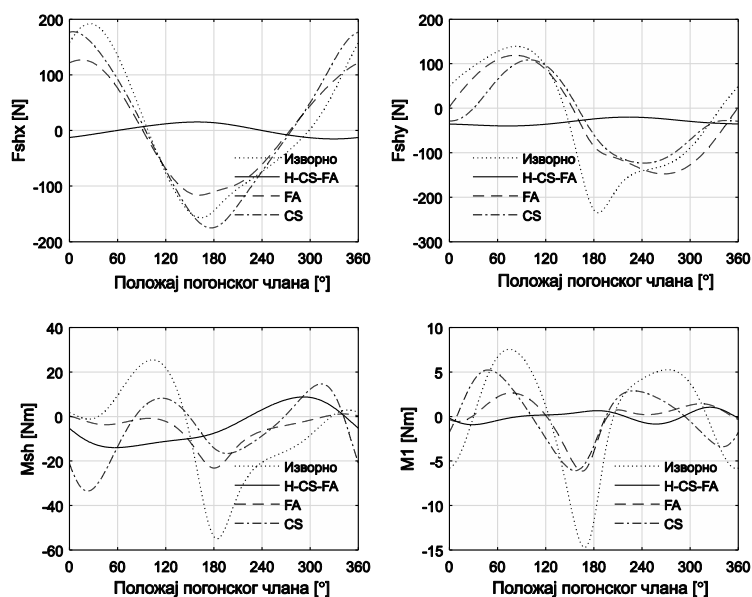 200
100
0
-100
-200
Fshx [N]
Изворно
H-CS-FA
FA
CS
0 60 120 180 240 300 360
Положај погонског члана [°]
200
100
0
-100
-200
-300
Fshy [N]
Изворно
H-CS-FA
FA
CS
0 60 120 180 240 300 360
Положај погонског члана [°]
40
20
0
-20
-40
-60
Msh [Nm]
Изворно
H-CS-FA
FA
CS
0 60 120 180 240 300 360
Положај погонског члана [°]
10
5
0
-5
-10
-15
M1 [Nm]
Изворно
H-CS-FA
FA
CS
0 60 120 180 240 300 360
Положај погонског члана [°]